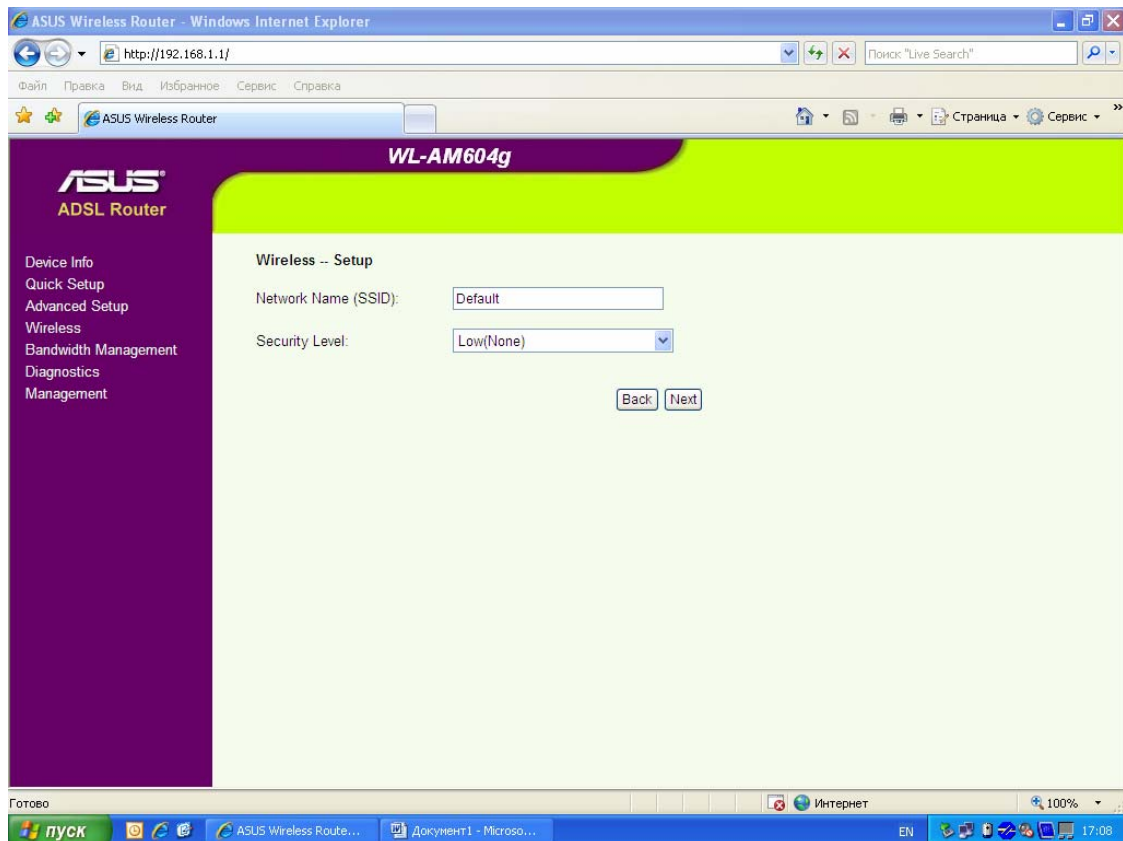 ASUS Wireless Router - Windows Internet Explorer
http://192.168.1.1/
Поиск "Live Search"
Файл Правка Вид Избранное Сервис Справка
ASUS Wireless Router
Страница
Сервис
WL-AM604g
ASUS
ADSL Router
Device Info
Quick Setup
Advanced Setup
Wireless
Bandwidth Management
Diagnostics
Management
Wireless -- Setup
Network Name (SSID): Default
Security Level: Low(None)
Back Next
Готово
Интернет
100%
пуск
ASUS Wireless Route...
Документ1 - Microso...
EN
17:08